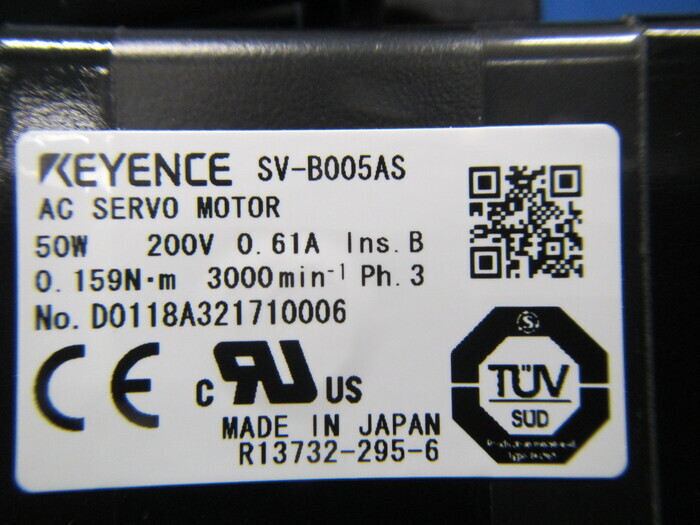 KEYENCE SV-B005AS
AC SERVO MOTOR
50W 200V 0.61A Ins.B
0.159N·m 3000min⁻¹ Ph.3
No.D0118A321710006
CE c RU US
MADE IN JAPAN
R13732-295-6
S
TÜV
SÜD